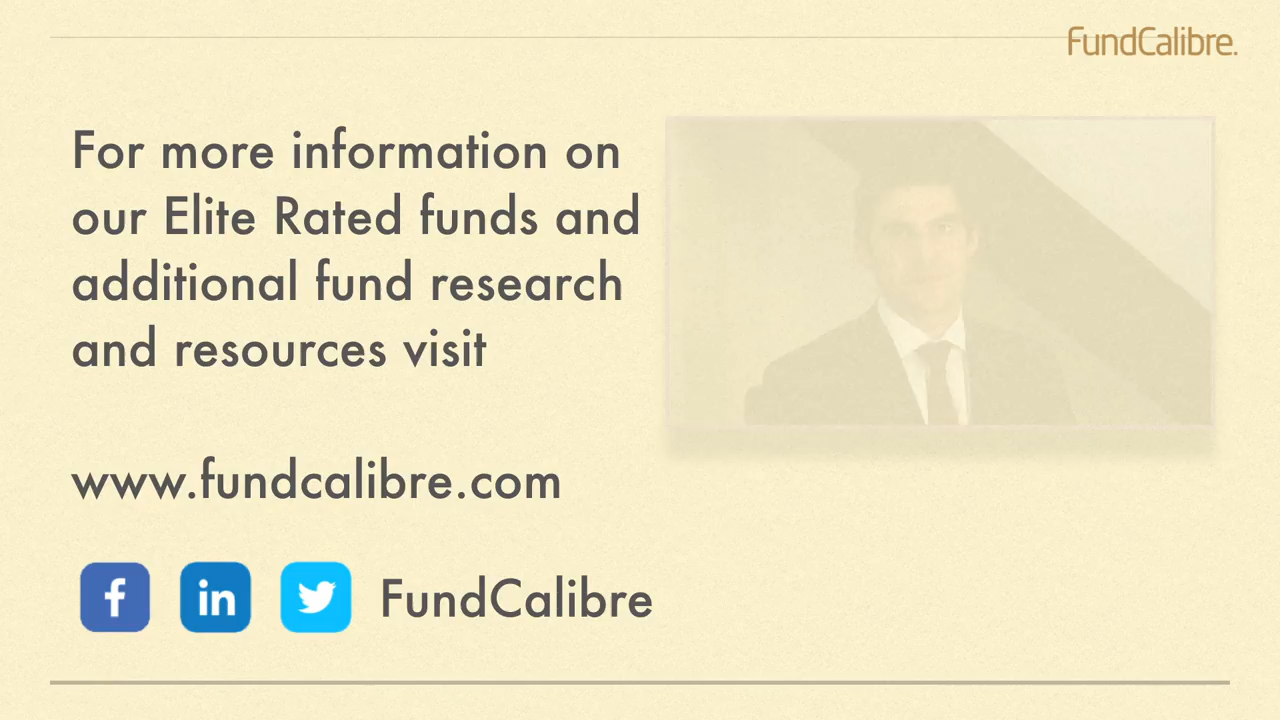 FundCalibre.
For more information on
our Elite Rated funds and
additional fund research
and resources visit
www.fundcalibre.com
f in FundCalibre